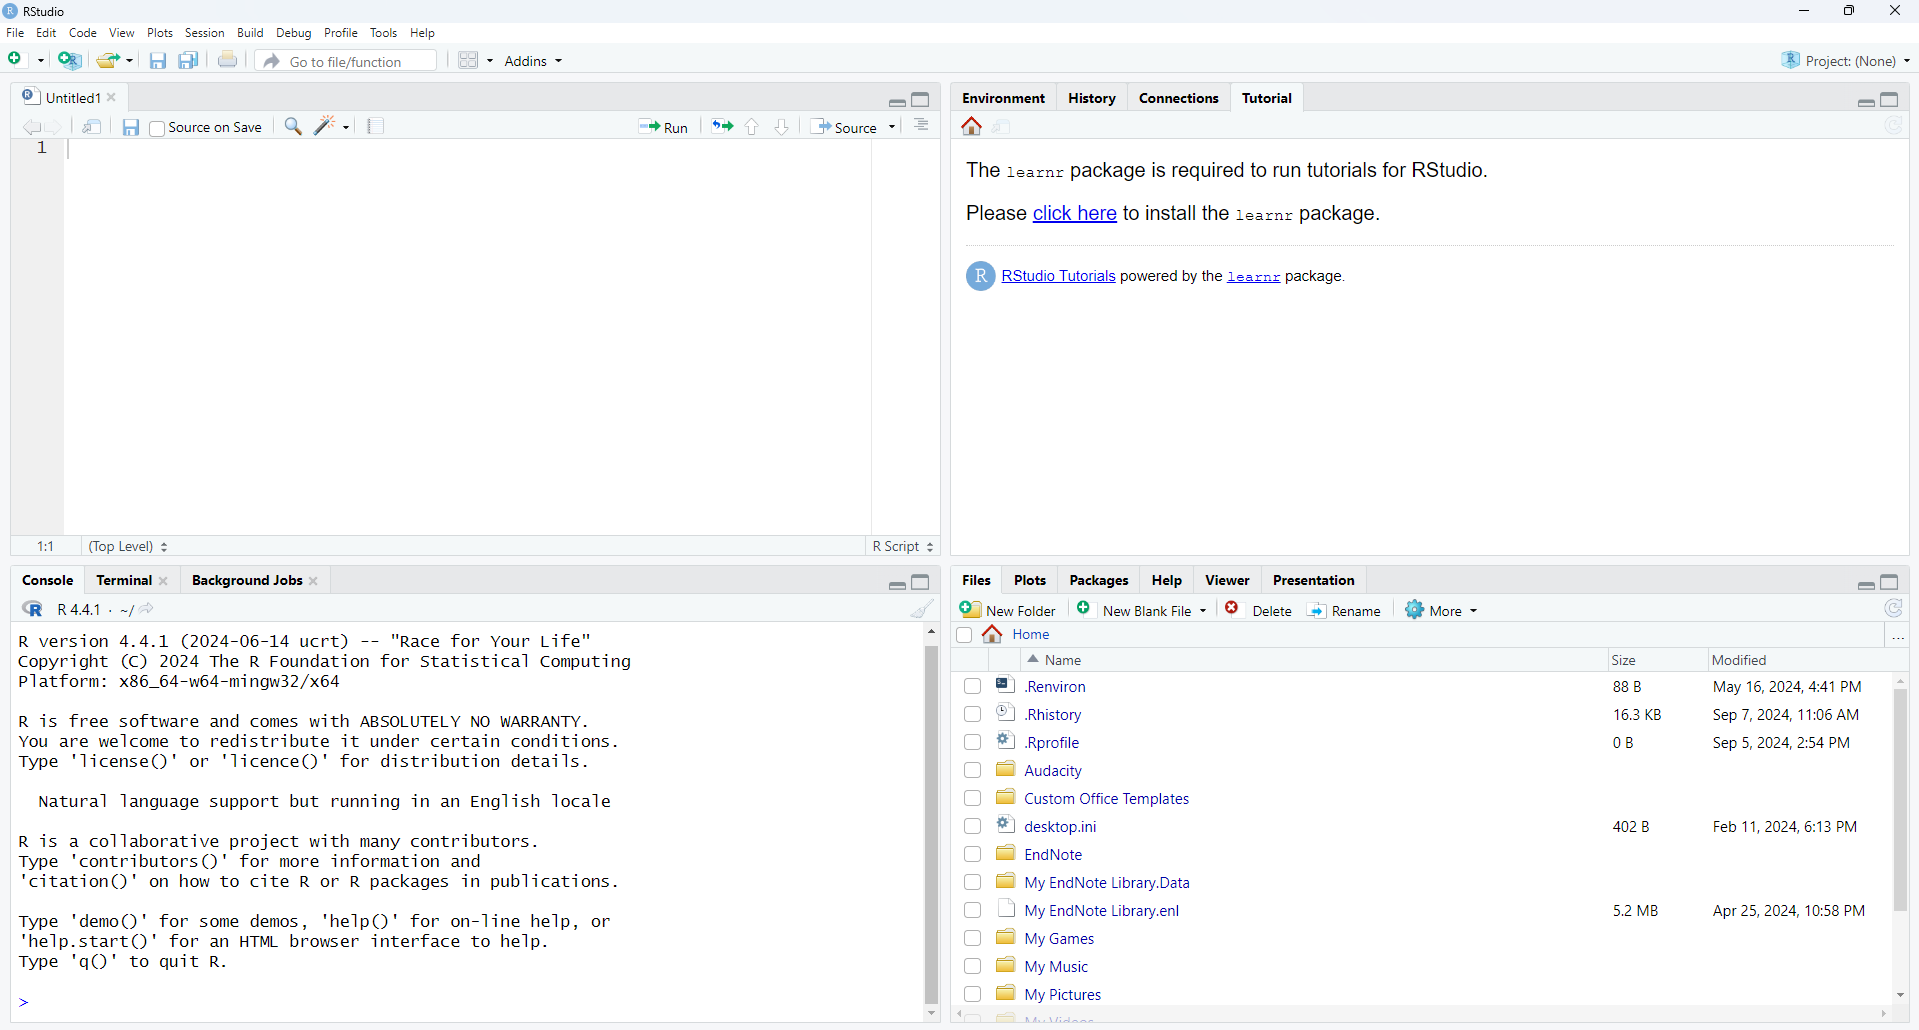 RStudio
File Edit Code View Plots Session Build Debug Profile Tools Help
Go to file/function Addins Project: (None)
Untitled1
Source on Save Run Source
1
1:1 (Top Level) R Script
Environment History Connections Tutorial
The learnr package is required to run tutorials for RStudio.
Please click here to install the learnr package.
R RStudio Tutorials powered by the learnr package.
Console Terminal Background Jobs
R R 4.4.1 · ~/
R version 4.4.1 (2024-06-14 ucrt) -- "Race for Your Life"
Copyright (C) 2024 The R Foundation for Statistical Computing
Platform: x86_64-w64-mingw32/x64
R is free software and comes with ABSOLUTELY NO WARRANTY.
You are welcome to redistribute it under certain conditions.
Type 'license()' or 'licence()' for distribution details.
Natural language support but running in an English locale
R is a collaborative project with many contributors.
Type 'contributors()' for more information and
'citation()' on how to cite R or R packages in publications.
Type 'demo()' for some demos, 'help()' for on-line help, or
'help.start()' for an HTML browser interface to help.
Type 'q()' to quit R.
>
Files Plots Packages Help Viewer Presentation
New Folder New Blank File Delete Rename More
Home ...
Name Size Modified
.Renviron 88 B May 16, 2024, 4:41 PM
.Rhistory 16.3 KB Sep 7, 2024, 11:06 AM
.Rprofile 0 B Sep 5, 2024, 2:54 PM
Audacity
Custom Office Templates
desktop.ini 402 B Feb 11, 2024, 6:13 PM
EndNote
My EndNote Library.Data
My EndNote Library.enl 5.2 MB Apr 25, 2024, 10:58 PM
My Games
My Music
My Pictures
My Videos